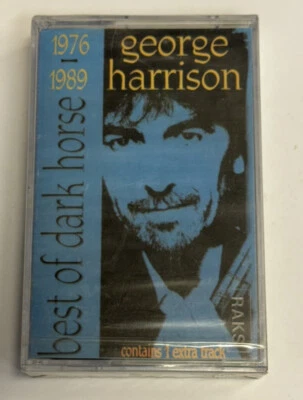 1976
-
1989
george
harrison
best of dark horse
RAKS
contains 1 extra track